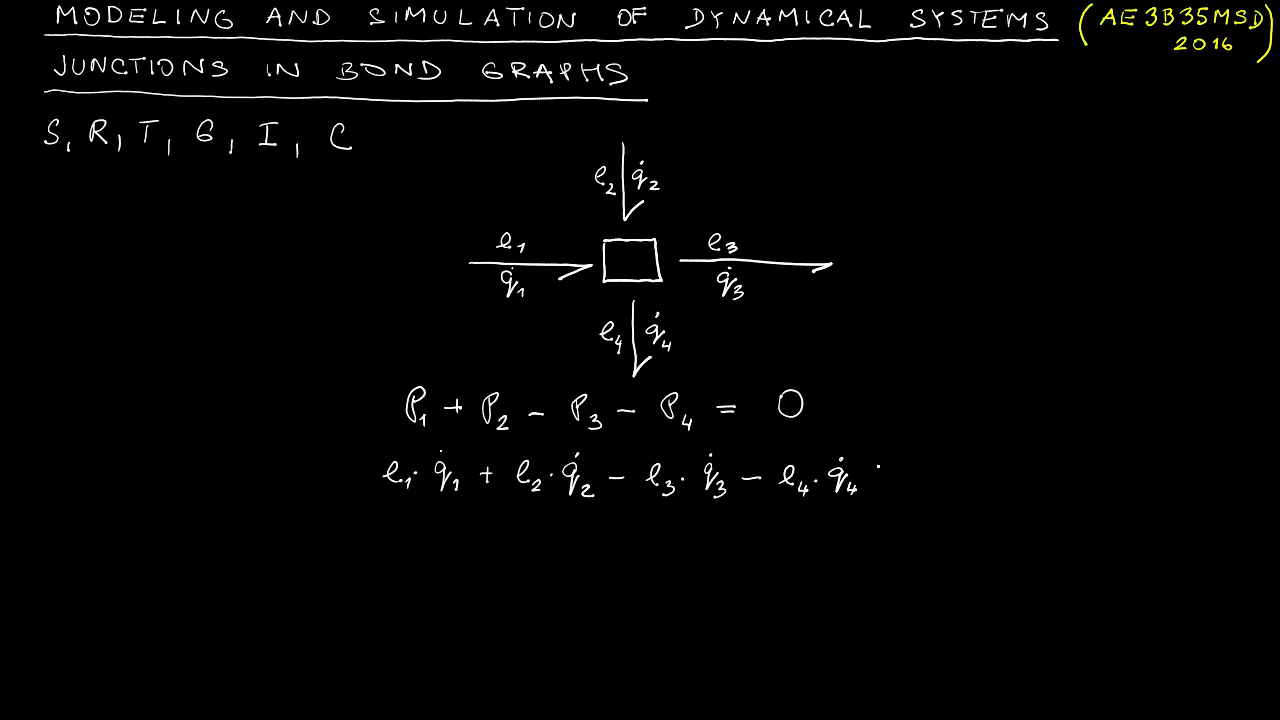 MODELING AND SIMULATION OF DYNAMICAL SYSTEMS (AE3B35MSD 2016)
JUNCTIONS IN BOND GRAPHS
S, R, T, G, I, C
e₂ q̇₂
e₁ e₃
q̇₁ q̇₃
e₄ q̇₄
P₁ + P₂ - P₃ - P₄ = 0
e₁ · q̇₁ + e₂ · q̇₂ - e₃ · q̇₃ - e₄ · q̇₄